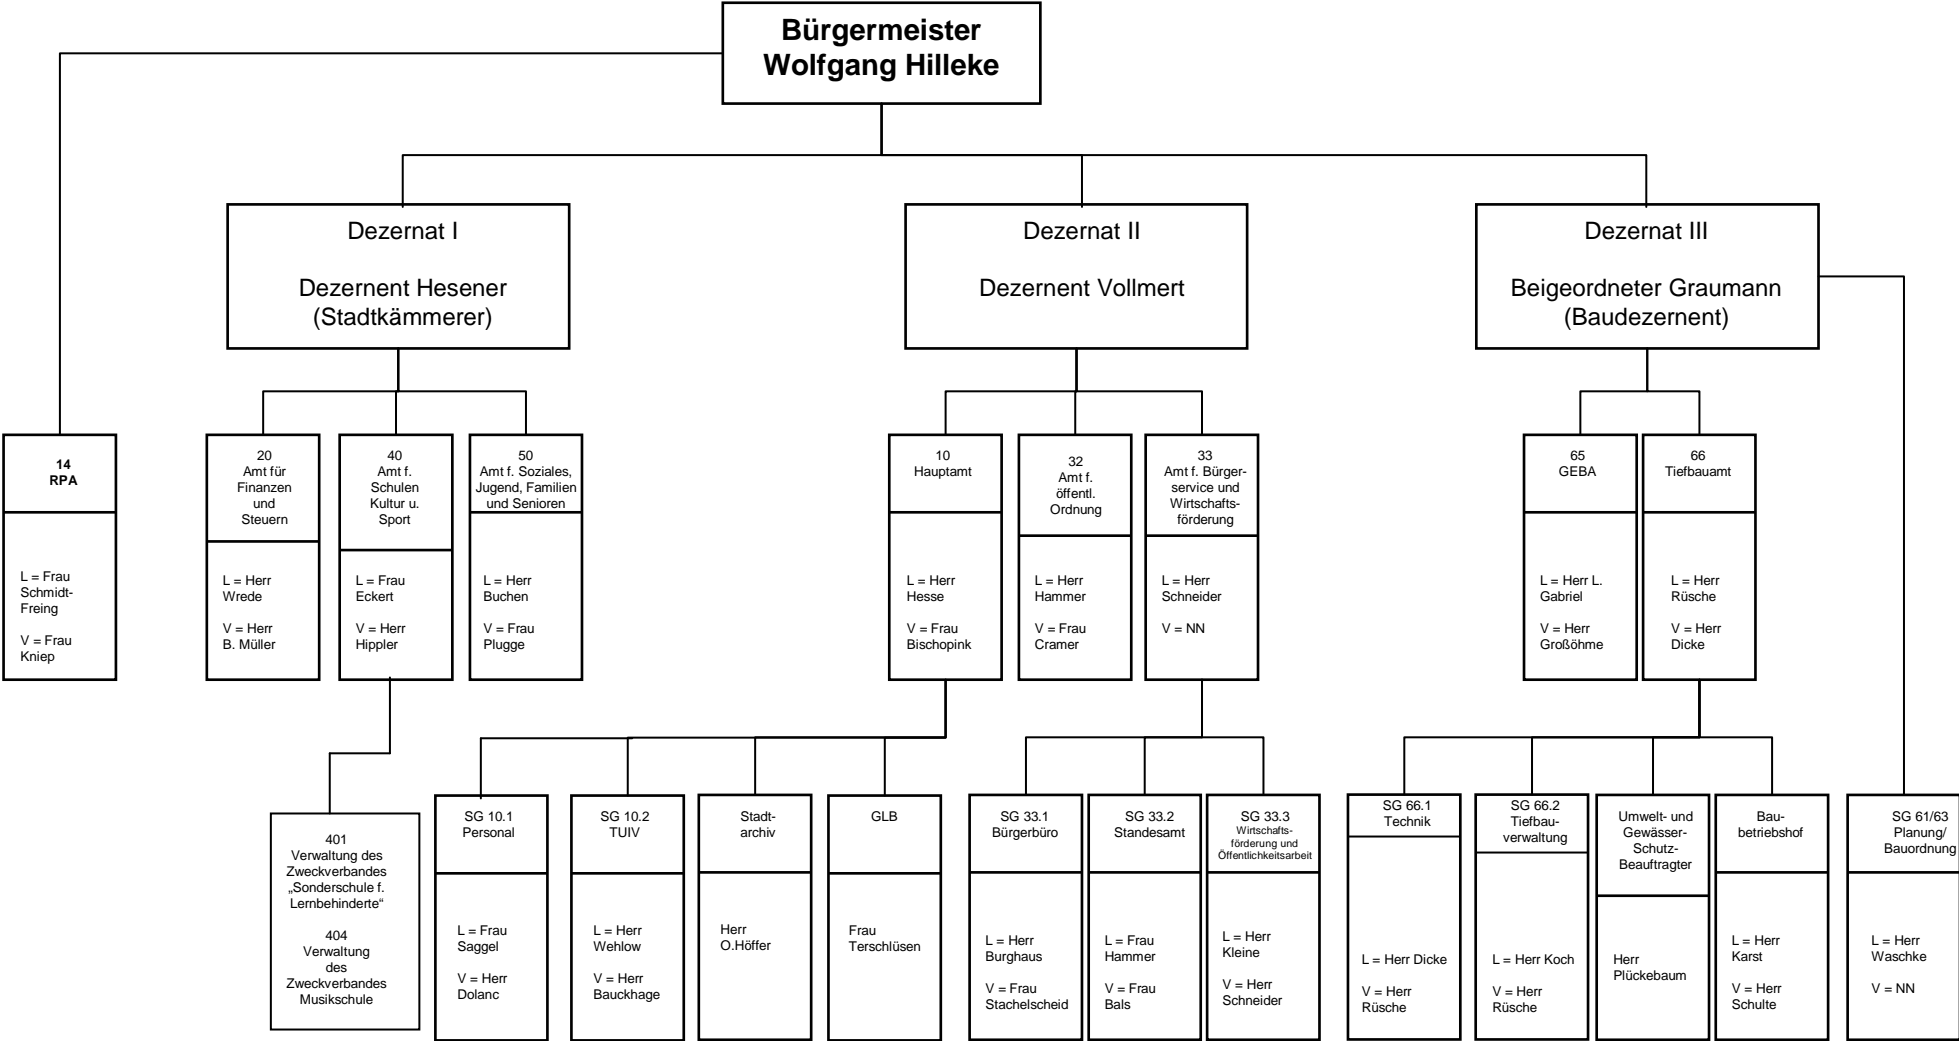 Bürgermeister
Wolfgang Hilleke
Dezernat I
Dezernent Hesener
(Stadtkämmerer)
Dezernat II
Dezernent Vollmert
Dezernat III
Beigeordneter Graumann
(Baudezernent)
14
RPA
L = Frau
Schmidt-
Freing
V = Frau
Kniep
20
Amt für
Finanzen
und
Steuern
L = Herr
Wrede
V = Herr
B. Müller
40
Amt f.
Schulen
Kultur u.
Sport
L = Frau
Eckert
V = Herr
Hippler
50
Amt f. Soziales,
Jugend, Familien
und Senioren
L = Herr
Buchen
V = Frau
Plugge
10
Hauptamt
L = Herr
Hesse
V = Frau
Bischopink
32
Amt f.
öffentl.
Ordnung
L = Herr
Hammer
V = Frau
Cramer
33
Amt f. Bürger-
service und
Wirtschafts-
förderung
L = Herr
Schneider
V = NN
65
GEBA
L = Herr L.
Gabriel
V = Herr
Großöhme
66
Tiefbauamt
L = Herr
Rüsche
V = Herr
Dicke
401
Verwaltung des
Zweckverbandes
„Sonderschule f.
Lernbehinderte“
404
Verwaltung
des
Zweckverbandes
Musikschule
SG 10.1
Personal
L = Frau
Saggel
V = Herr
Dolanc
SG 10.2
TUIV
L = Herr
Wehlow
V = Herr
Bauckhage
Stadt-
archiv
Herr
O.Höffer
GLB
Frau
Terschlüsen
SG 33.1
Bürgerbüro
L = Herr
Burghaus
V = Frau
Stachelscheid
SG 33.2
Standesamt
L = Frau
Hammer
V = Frau
Bals
SG 33.3
Wirtschafts-
förderung und
Öffentlichkeitsarbeit
L = Herr
Kleine
V = Herr
Schneider
SG 66.1
Technik
L = Herr Dicke
V = Herr
Rüsche
SG 66.2
Tiefbau-
verwaltung
L = Herr Koch
V = Herr
Rüsche
Umwelt- und
Gewässer-
Schutz-
Beauftragter
Herr
Plückebaum
Bau-
betriebshof
L = Herr
Karst
V = Herr
Schulte
SG 61/63
Planung/
Bauordnung
L = Herr
Waschke
V = NN